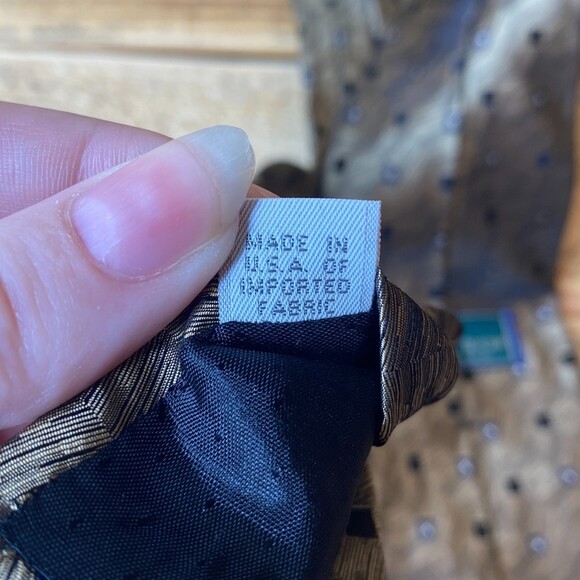 MADE IN
U.S.A. OF
IMPORTED
FABRIC